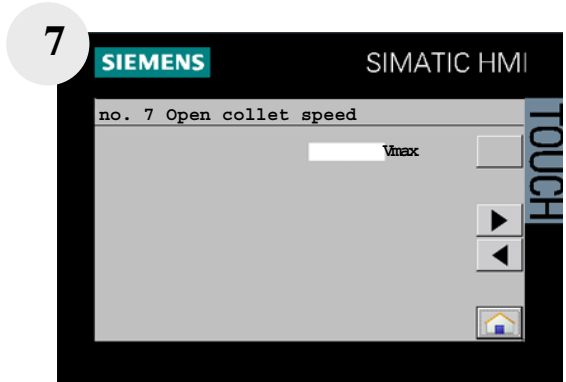 7
SIEMENS
SIMATIC HMI
no. 7 Open collet speed
Vmax
TOUCH